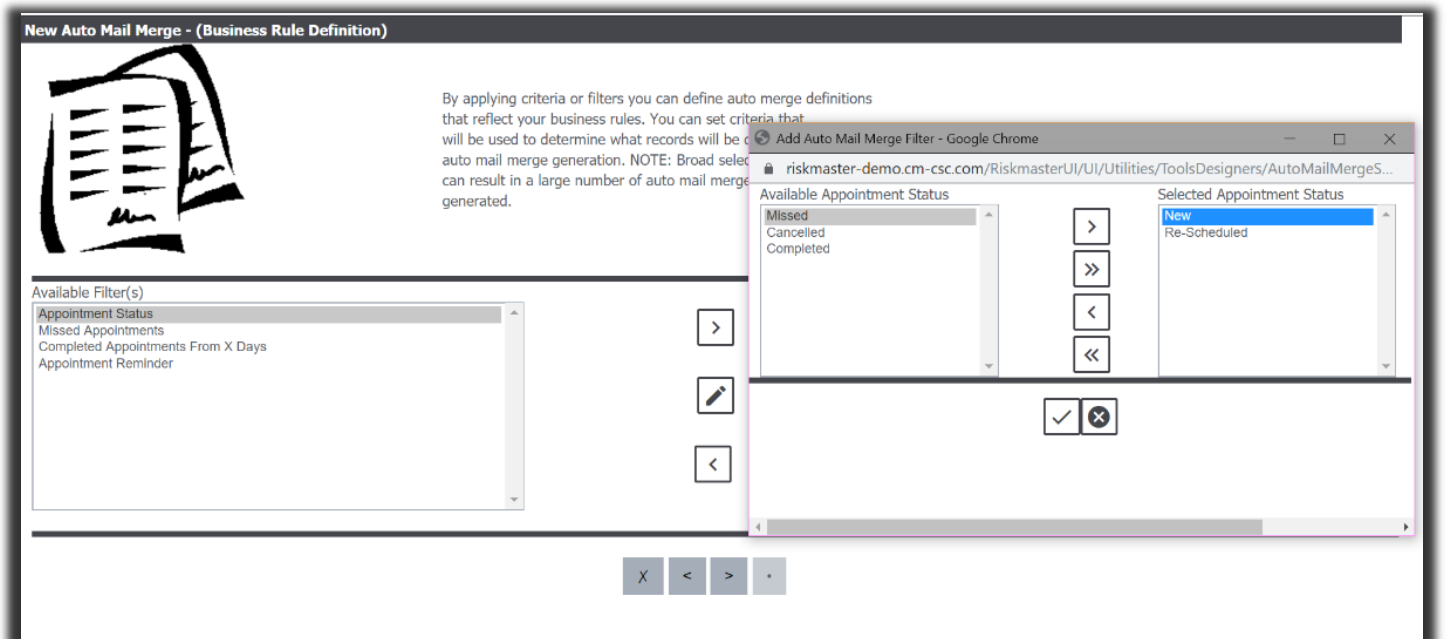 New Auto Mail Merge - (Business Rule Definition)
By applying criteria or filters you can define auto merge definitions
that reflect your business rules. You can set criteria that
will be used to determine what records will be
auto mail merge generation. NOTE: Broad
can result in a large number of auto mail merge
generated.
Available Filter(s)
Appointment Status
Missed Appointments
Completed Appointments From X Days
Appointment Reminder
X < >
Add Auto Mail Merge Filter - Google Chrome
riskmaster-demo.cm-csc.com/RiskmasterUI/UI/Utilities/ToolsDesigners/AutoMailMergeS...
Available Appointment Status
Missed
Cancelled
Completed
Selected Appointment Status
New
Re-Scheduled